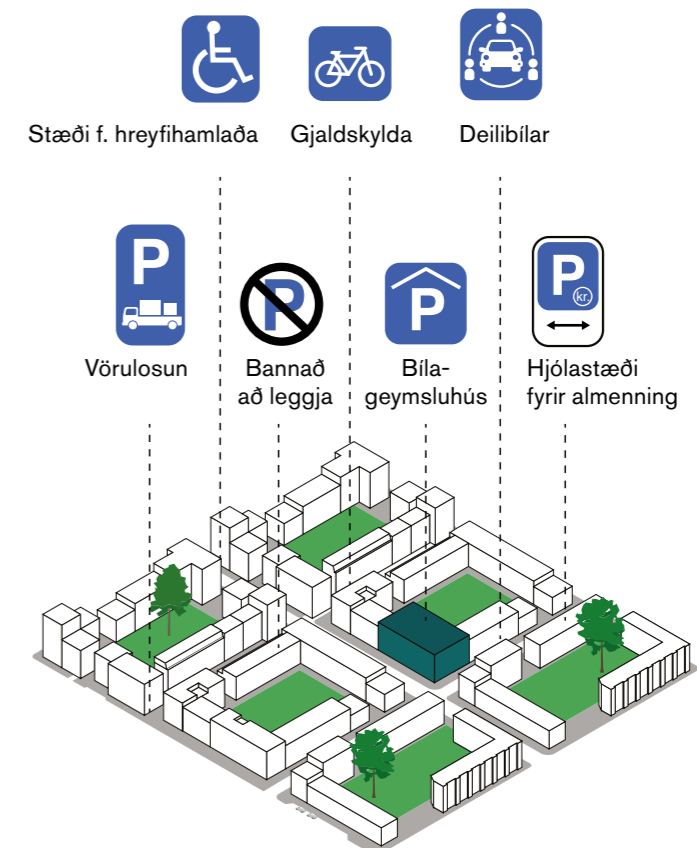 Stæði f. hreyfihamlaða
Gjaldskylda
Deilibílar
P
P
P
P
kr.
Vörulosun
Bannað
að leggja
Bíla-
geymsluhús
Hjólastæði
fyrir almenning